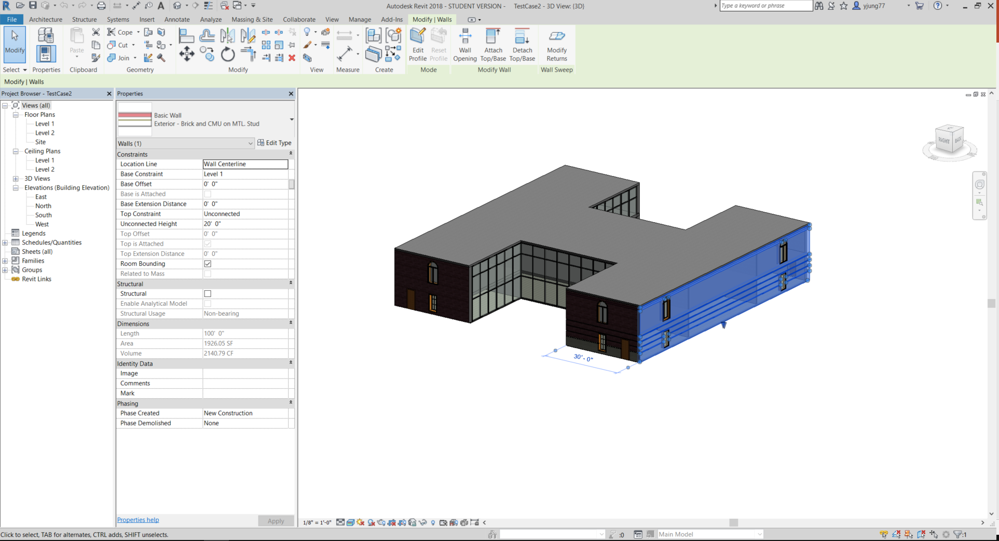 Autodesk Revit 2018 - STUDENT VERSION - TestCase2 - 3D View: {3D}
Type a keyword or phrase
yjung77
File Architecture Structure Systems Insert Annotate Analyze Massing & Site Collaborate View Manage Add-Ins Modify | Walls
Modify
Select
Properties
Paste
Clipboard
Cope
Cut
Join
Geometry
Modify
View
Measure
Create
Edit Profile
Reset Profile
Mode
Wall Opening
Attach Top/Base
Detach Top/Base
Modify Wall
Modify Returns
Wall Sweep
Modify | Walls
Project Browser - TestCase2
Views (all)
Floor Plans
Level 1
Level 2
Site
Ceiling Plans
Level 1
Level 2
3D Views
Elevations (Building Elevation)
East
North
South
West
Legends
Schedules/Quantities
Sheets (all)
Families
Groups
Revit Links
Properties
Basic Wall
Exterior - Brick and CMU on MTL. Stud
Walls (1)
Edit Type
Constraints
Location Line Wall Centerline
Base Constraint Level 1
Base Offset 0' 0"
Base is Attached
Base Extension Distance 0' 0"
Top Constraint Unconnected
Unconnected Height 20' 0"
Top Offset 0' 0"
Top is Attached
Top Extension Distance 0' 0"
Room Bounding
Related to Mass
Structural
Structural
Enable Analytical Model
Structural Usage Non-bearing
Dimensions
Length 100' 0"
Area 1926.05 SF
Volume 2140.79 CF
Identity Data
Image
Comments
Mark
Phasing
Phase Created New Construction
Phase Demolished None
Properties help
Apply
RIGHT BACK
30' - 0"
1/8" = 1'-0"
Click to select, TAB for alternates, CTRL adds, SHIFT unselects.
:0
Main Model
:1